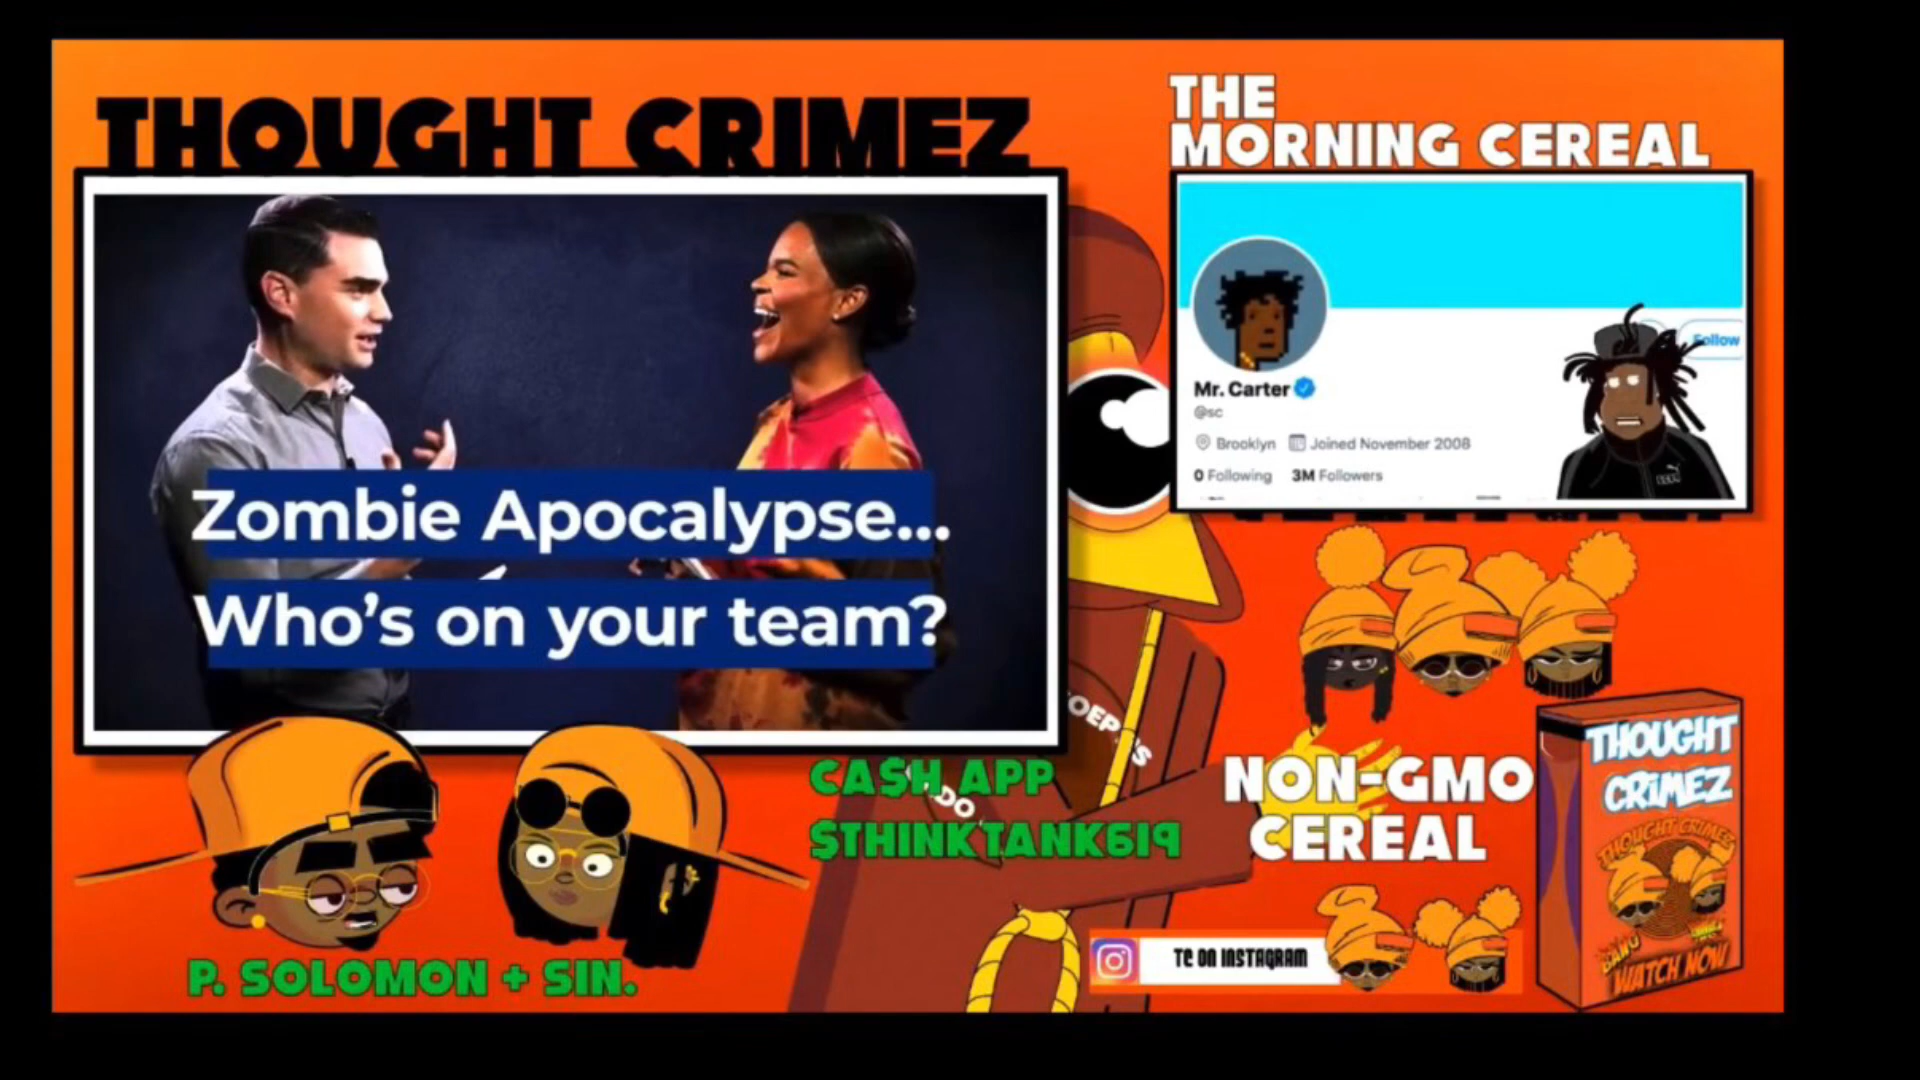 THOUGHT CRIMEZ
THE
MORNING CEREAL
Zombie Apocalypse...
Who's on your team?
Follow
Mr. Carter
@sc
Brooklyn Joined November 2008
0 Following 3M Followers
CA$H APP
$THINKTANK619
P. SOLOMON + SIN.
NON-GMO
CEREAL
TC ON INSTAGRAM
THOUGHT
CRIMEZ
THOUGHT CRIMEZ
WATCH NOW